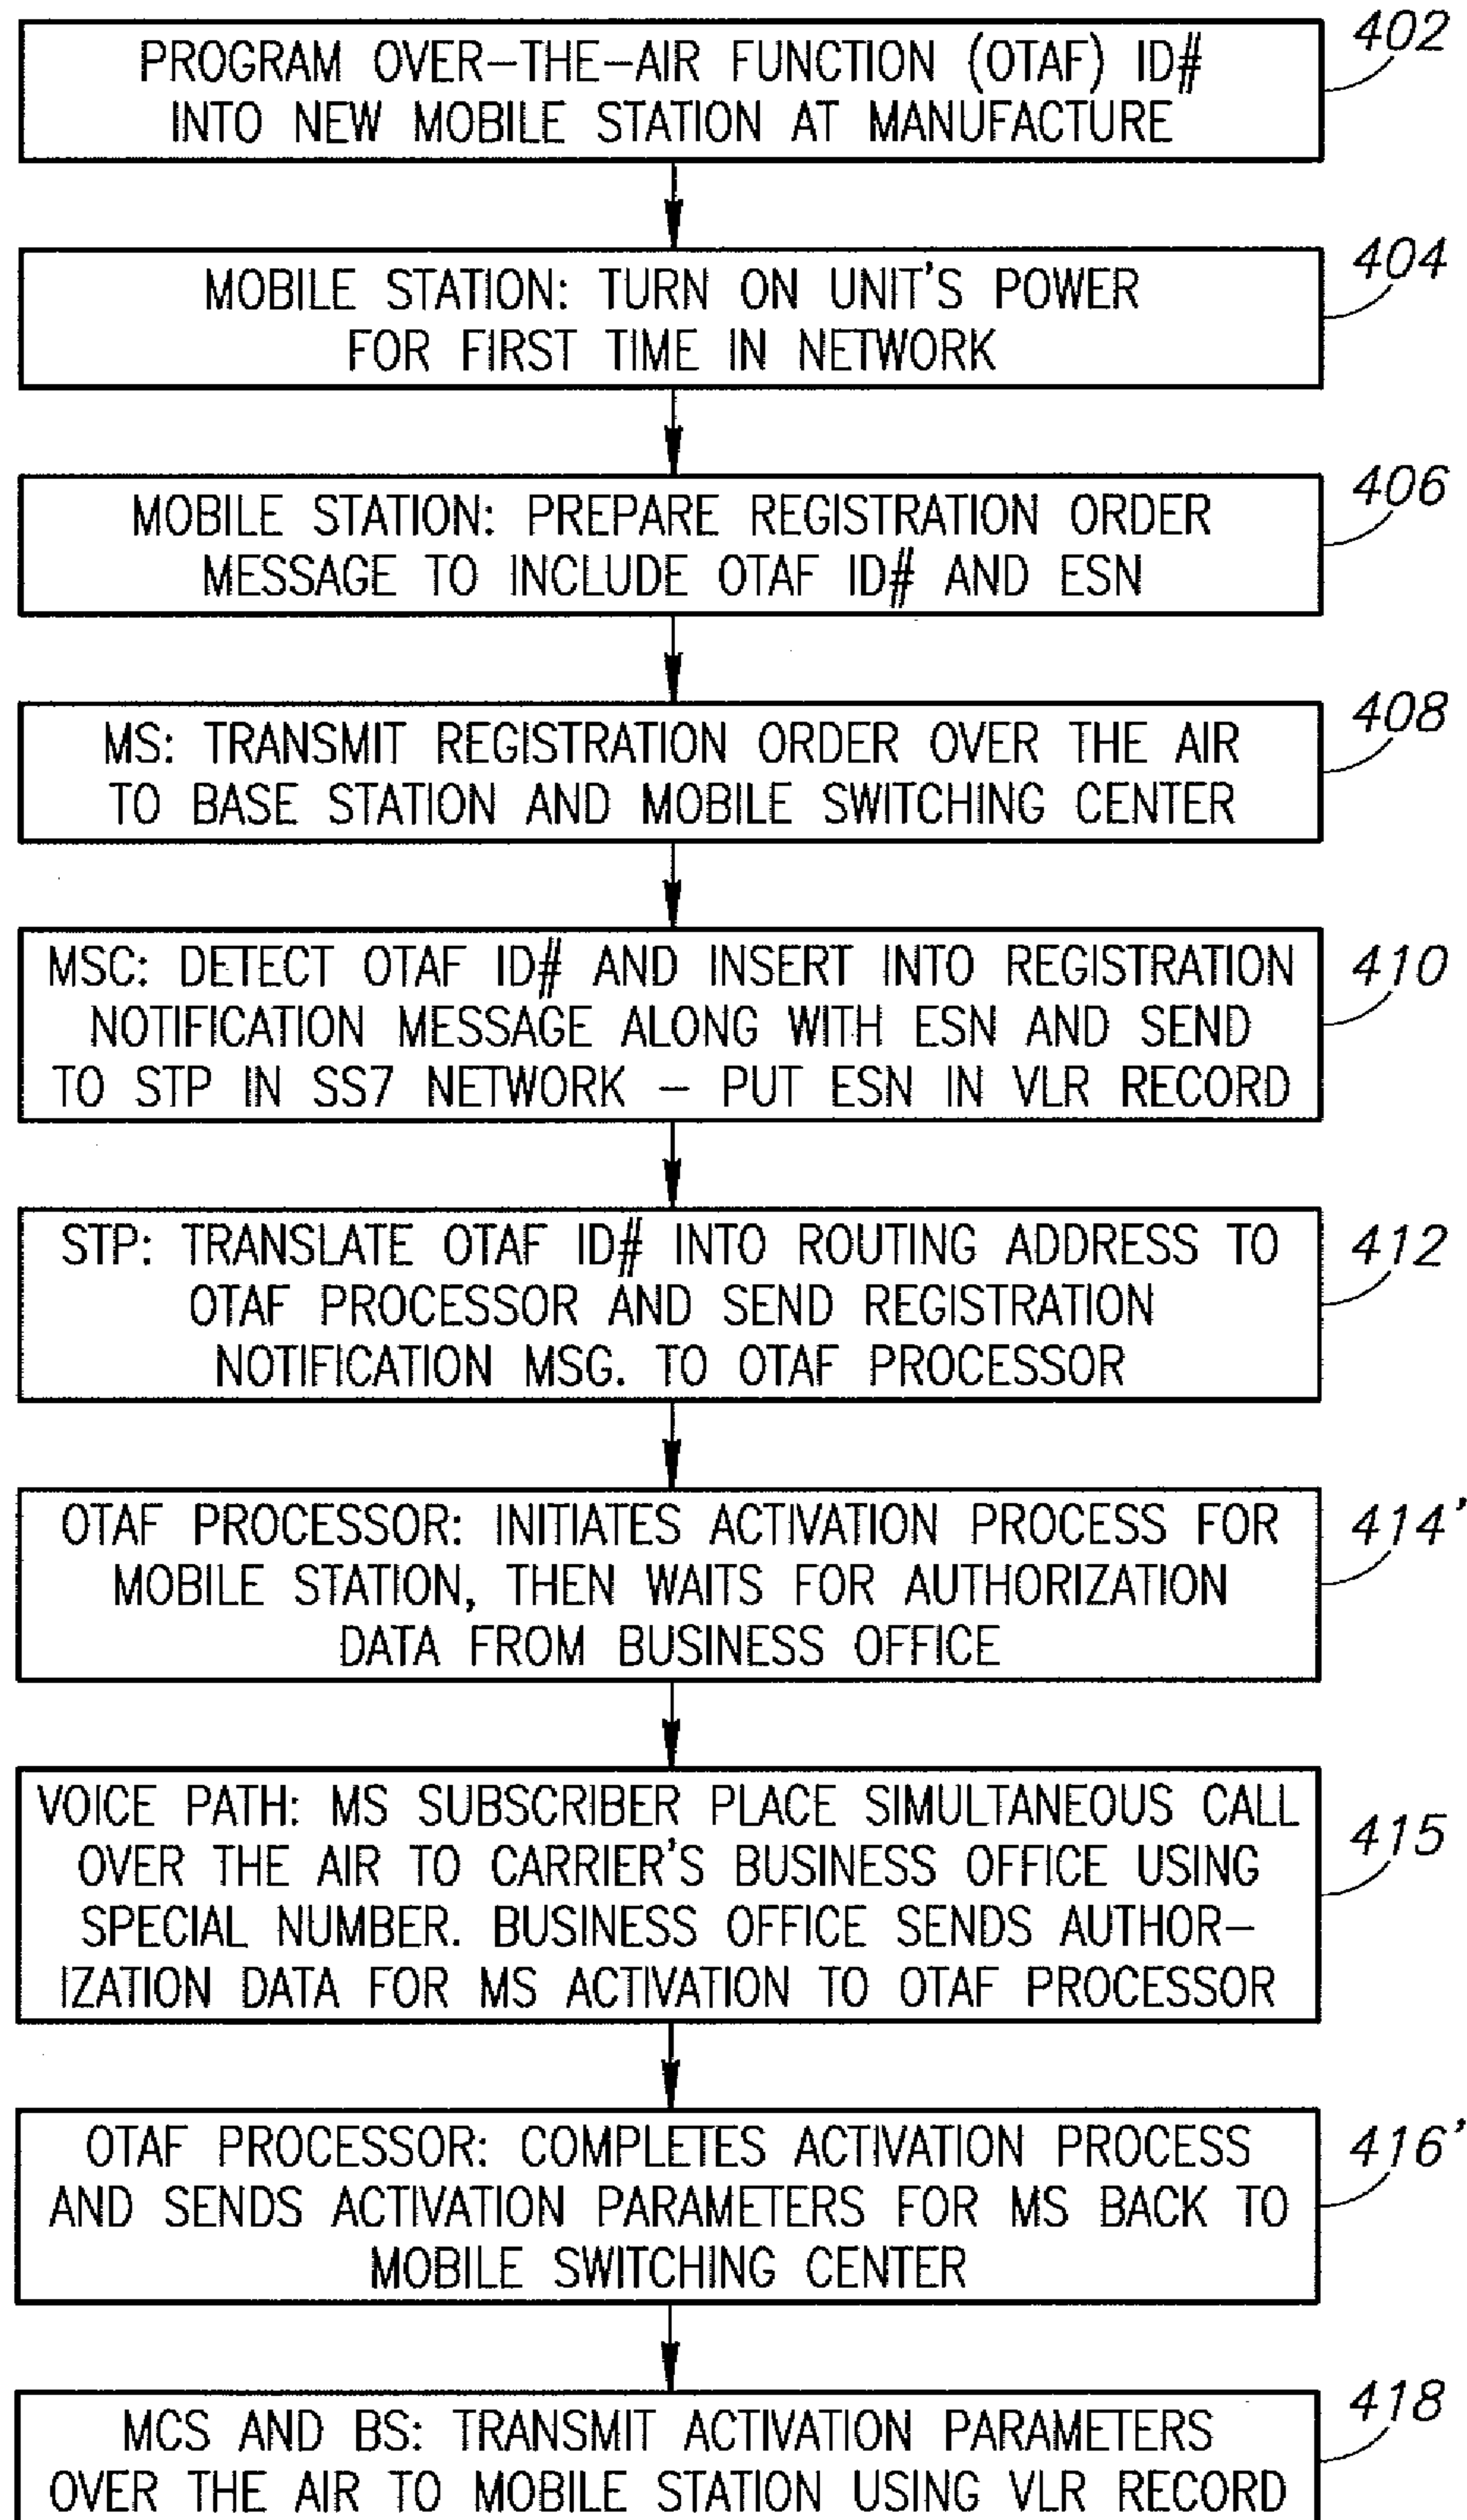 PROGRAM OVER-THE-AIR FUNCTION (OTAF) ID#
INTO NEW MOBILE STATION AT MANUFACTURE
402
MOBILE STATION: TURN ON UNIT'S POWER
FOR FIRST TIME IN NETWORK
404
MOBILE STATION: PREPARE REGISTRATION ORDER
MESSAGE TO INCLUDE OTAF ID# AND ESN
406
MS: TRANSMIT REGISTRATION ORDER OVER THE AIR
TO BASE STATION AND MOBILE SWITCHING CENTER
408
MSC: DETECT OTAF ID# AND INSERT INTO REGISTRATION
NOTIFICATION MESSAGE ALONG WITH ESN AND SEND
TO STP IN SS7 NETWORK – PUT ESN IN VLR RECORD
410
STP: TRANSLATE OTAF ID# INTO ROUTING ADDRESS TO
OTAF PROCESSOR AND SEND REGISTRATION
NOTIFICATION MSG. TO OTAF PROCESSOR
412
OTAF PROCESSOR: INITIATES ACTIVATION PROCESS FOR
MOBILE STATION, THEN WAITS FOR AUTHORIZATION
DATA FROM BUSINESS OFFICE
414'
VOICE PATH: MS SUBSCRIBER PLACE SIMULTANEOUS CALL
OVER THE AIR TO CARRIER'S BUSINESS OFFICE USING
SPECIAL NUMBER. BUSINESS OFFICE SENDS AUTHOR-
IZATION DATA FOR MS ACTIVATION TO OTAF PROCESSOR
415
OTAF PROCESSOR: COMPLETES ACTIVATION PROCESS
AND SENDS ACTIVATION PARAMETERS FOR MS BACK TO
MOBILE SWITCHING CENTER
416'
MCS AND BS: TRANSMIT ACTIVATION PARAMETERS
OVER THE AIR TO MOBILE STATION USING VLR RECORD
418